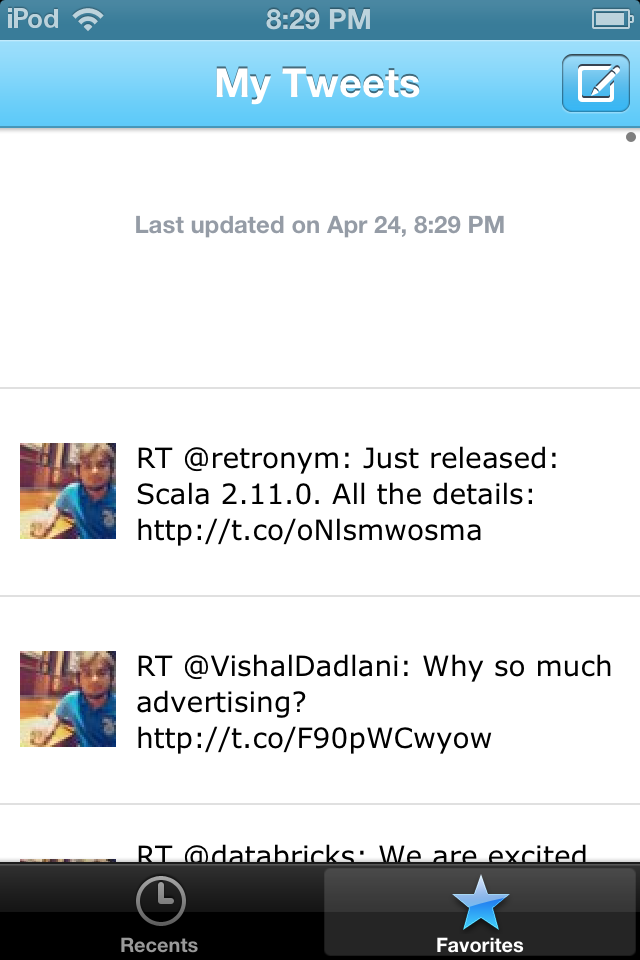 iPod 8:29 PM
My Tweets
Last updated on Apr 24, 8:29 PM
RT @retronym: Just released:
Scala 2.11.0. All the details:
http://t.co/oNlsmwosma
RT @VishalDadlani: Why so much
advertising?
http://t.co/F90pWCwyow
RT @databricks: We are excited
Recents Favorites